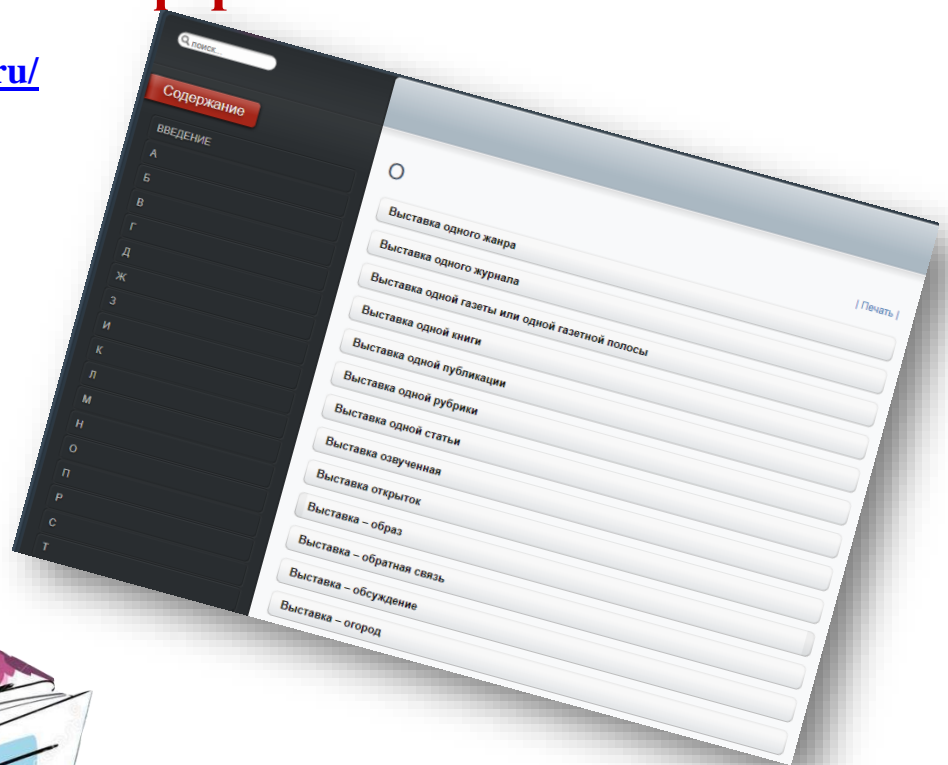 ru/
поиск...
Содержание
ВВЕДЕНИЕ
А
Б
В
Г
Д
Ж
З
И
К
Л
М
Н
О
П
Р
С
Т
О
| Печать |
Выставка одного жанра
Выставка одного журнала
Выставка одной газеты или одной газетной полосы
Выставка одной книги
Выставка одной публикации
Выставка одной рубрики
Выставка одной статьи
Выставка озвученная
Выставка открыток
Выставка – образ
Выставка – обратная связь
Выставка – обсуждение
Выставка – огород